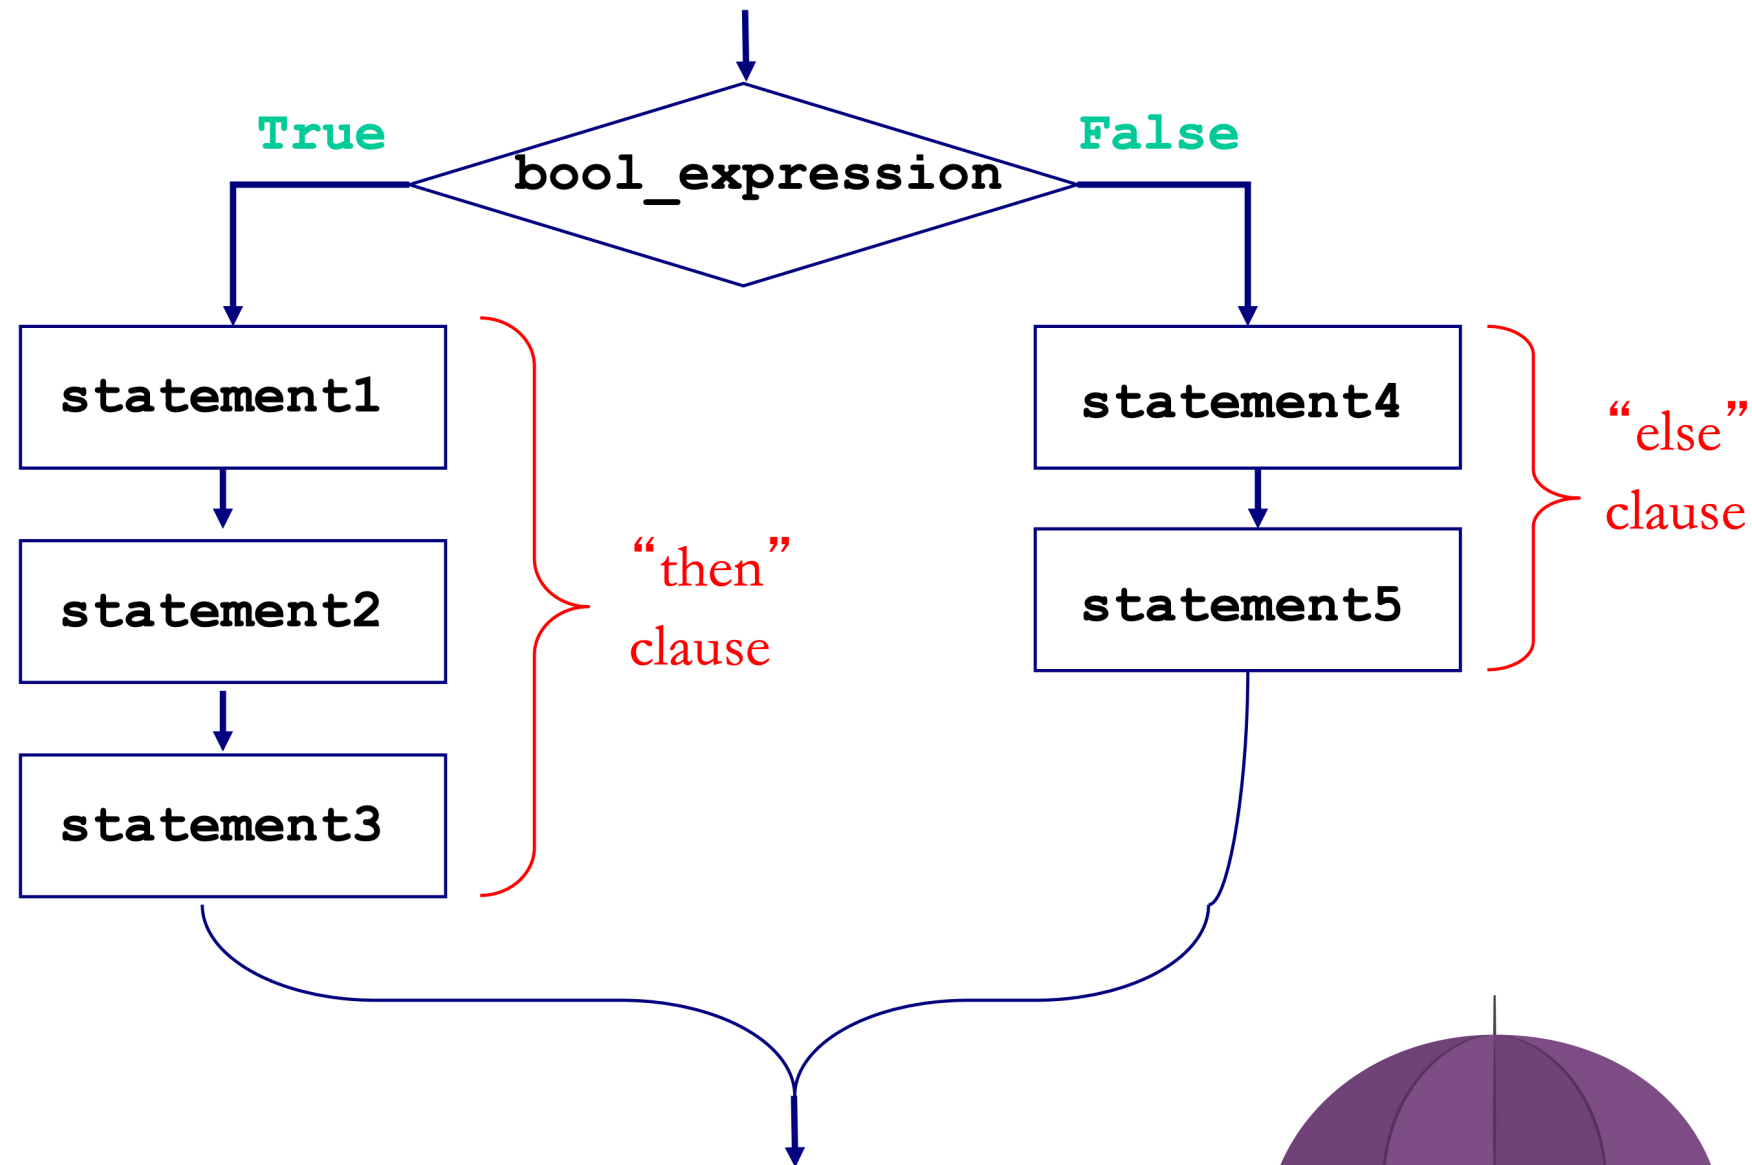 True
False
bool_expression
statement1
statement2
statement3
“then”
clause
statement4
statement5
“else”
clause